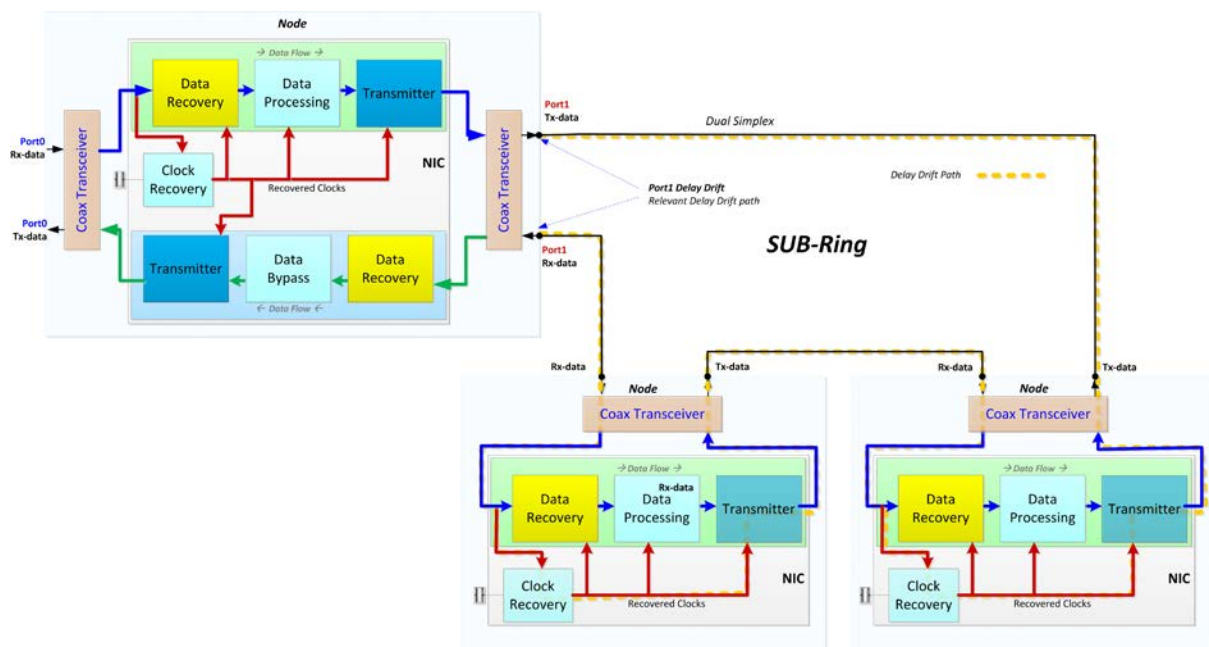 Node
→ Data Flow →
Data
Recovery
Data
Processing
Transmitter
Port1
Tx-data
Dual Simplex
Port0
Rx-data
Coax Transceiver
Clock
Recovery
Recovered Clocks
NIC
Coax Transceiver
Port1 Delay Drift
Relevant Delay Drift path
Delay Drift Path
Port0
Tx-data
Port1
Rx-data
SUB-Ring
Transmitter
Data
Bypass
Data
Recovery
← Data Flow ←
Rx-data
Tx-data
Node
Coax Transceiver
→ Data Flow →
Data
Recovery
Rx-data
Data
Processing
Transmitter
Clock
Recovery
Recovered Clocks
NIC
Rx-data
Tx-data
Node
Coax Transceiver
→ Data Flow →
Data
Recovery
Data
Processing
Transmitter
Clock
Recovery
Recovered Clocks
NIC